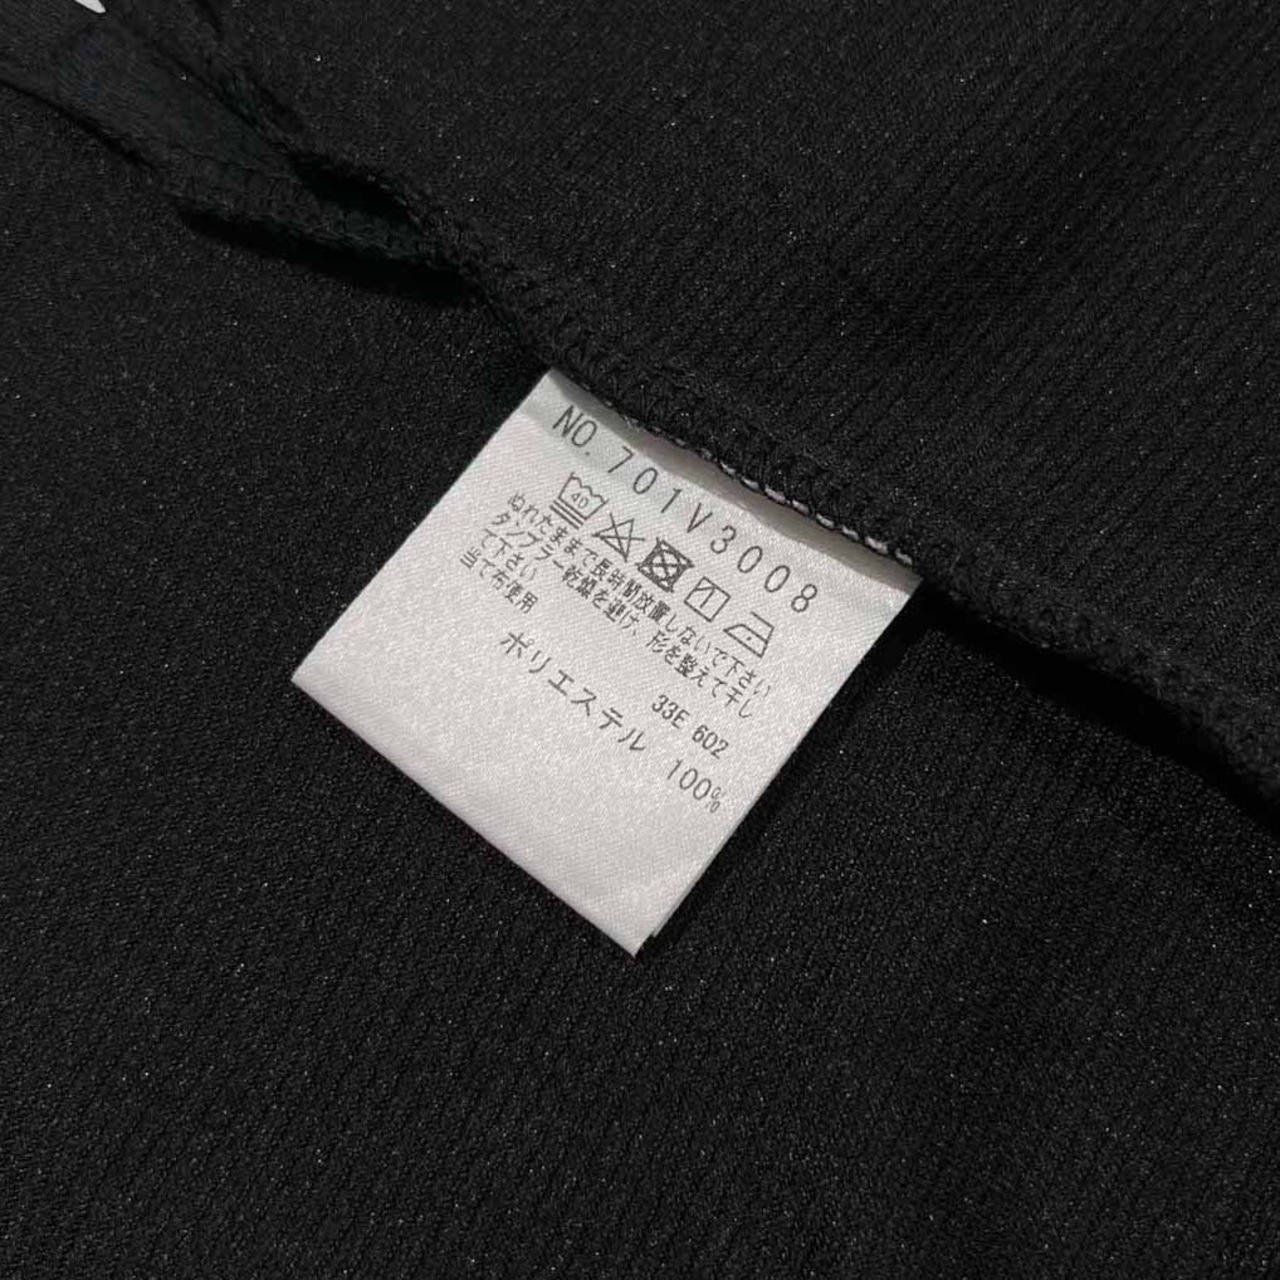 NO. 701V3008
40
ぬれたままで長時間放置しないで下さい
タンブラー乾燥を避け、形を整えて干し
て下さい
当て布使用
33E 602
ポリエステル 100%